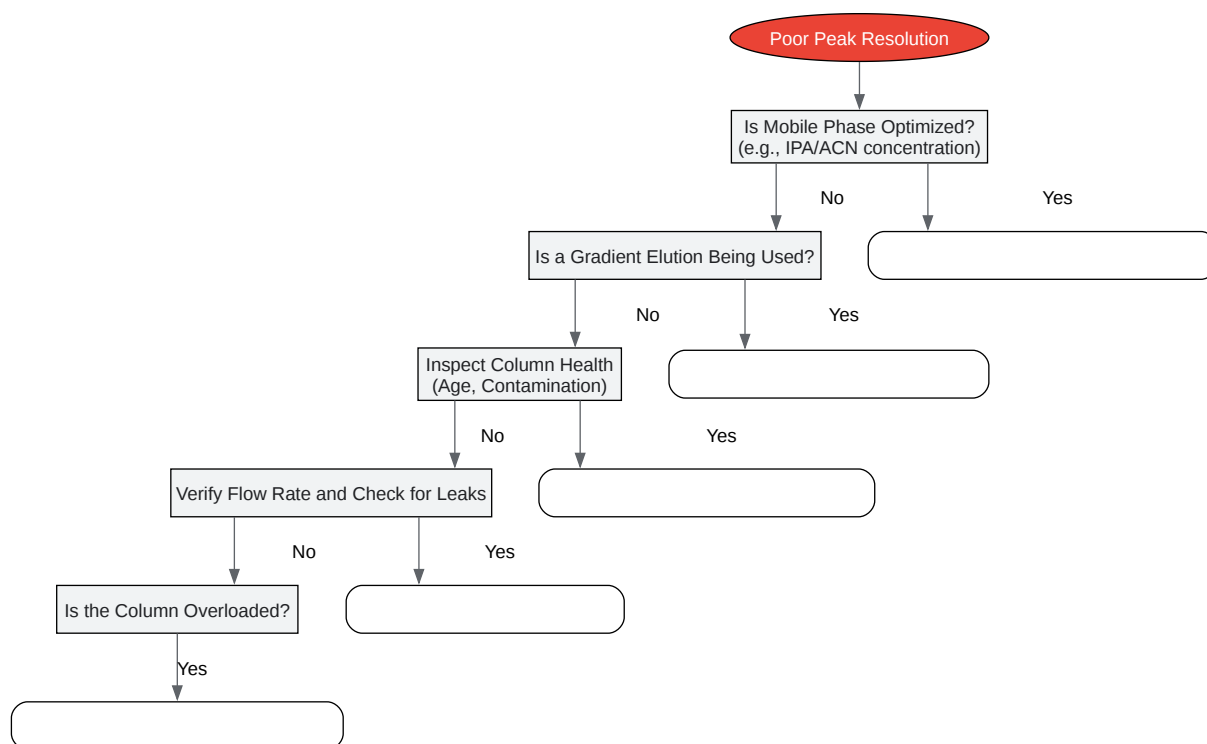 Poor Peak Resolution
Is Mobile Phase Optimized?
(e.g., IPA/ACN concentration)
No
Yes
Is a Gradient Elution Being Used?
No
Yes
Inspect Column Health
(Age, Contamination)
No
Yes
Verify Flow Rate and Check for Leaks
No
Yes
Is the Column Overloaded?
Yes